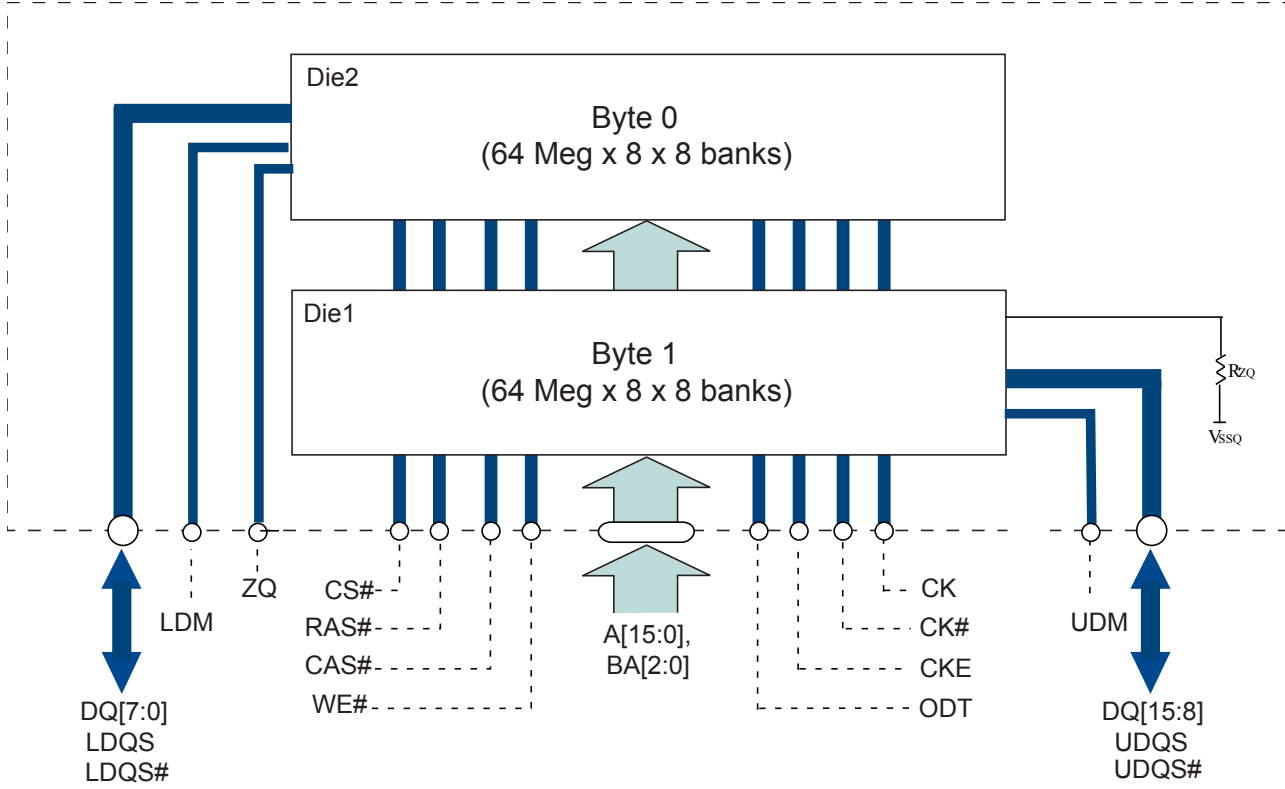 Die2
Byte 0
(64 Meg x 8 x 8 banks)
Die1
Byte 1
(64 Meg x 8 x 8 banks)
RZQ
VSSQ
LDM
ZQ
CS#
RAS#
CAS#
WE#
A[15:0],
BA[2:0]
CK
CK#
CKE
ODT
UDM
DQ[7:0]
LDQS
LDQS#
DQ[15:8]
UDQS
UDQS#